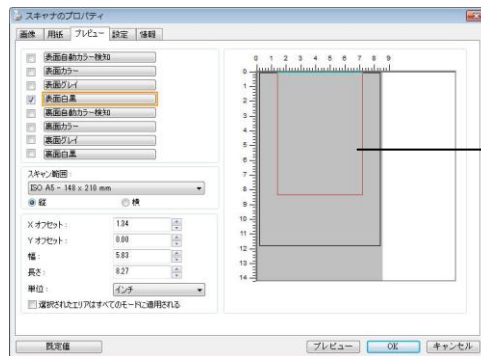 スキャナのプロパティ
画像 用紙 プレビュー 設定 情報
表面自動カラー検知
表面カラー
表面グレイ
表面白黒
裏面自動カラー検知
裏面カラー
裏面グレイ
裏面白黒
スキャン範囲:
ISO A5 - 148 x 210 mm
縦 横
X オフセット: 1.34
Y オフセット: 0.00
幅: 5.83
長さ: 8.27
単位: インチ
選択されたエリアはすべてのモードに適用される
0 1 2 3 4 5 6 7 8 9
0
1
2
3
4
5
6
7
8
9
10
11
12
13
14
既定値 プレビュー OK キャンセル